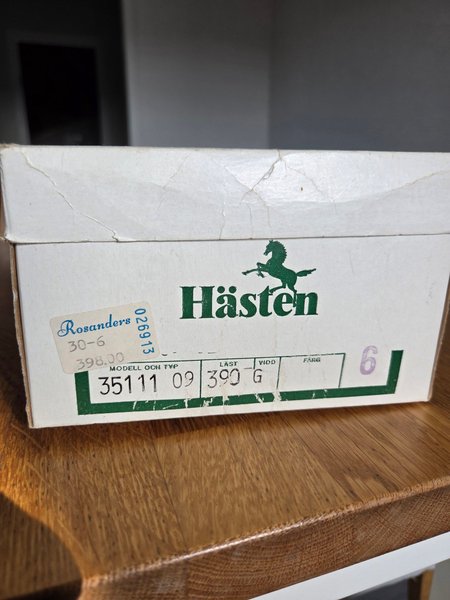 Hästen
Rosanders
026913
30-6
398.00
MODELL OCH TYP LÄST VIDD FÄRG
35111 09 390 G
6